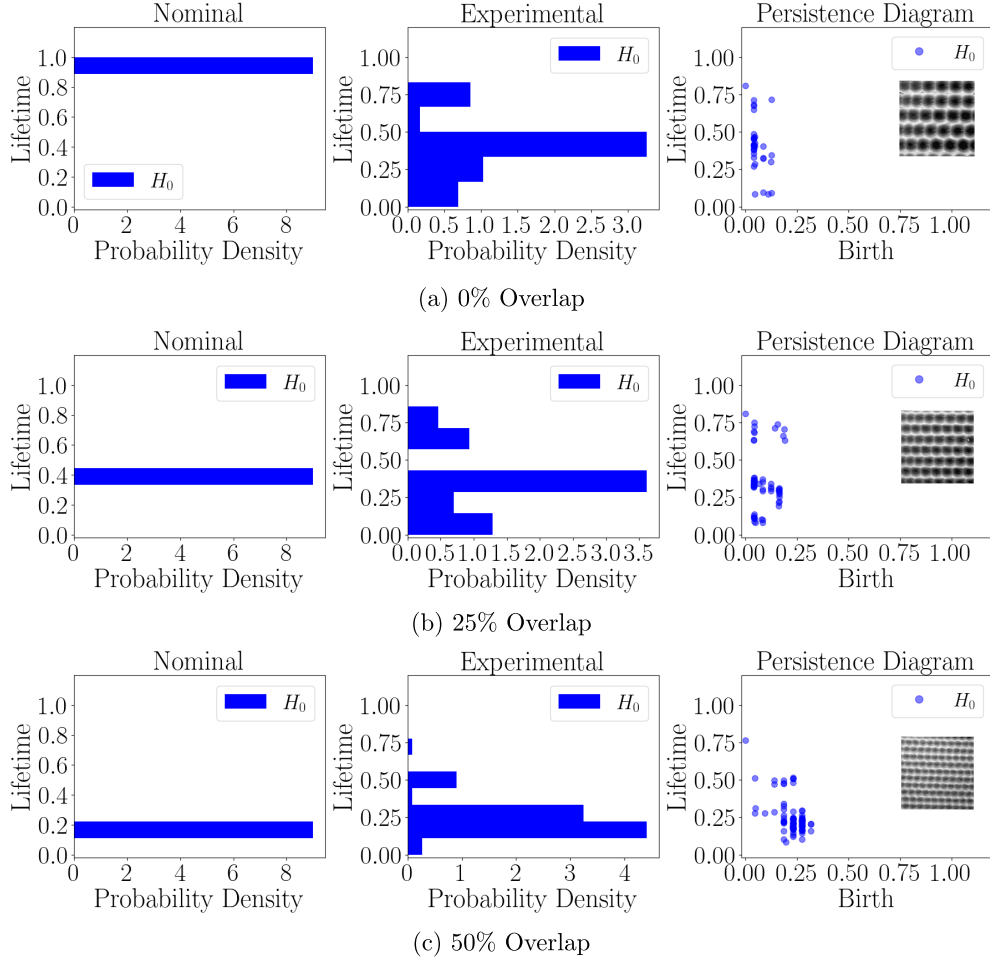 Nominal
Experimental
Persistence Diagram
Lifetime
1.0
0.8
0.6
0.4
0.2
0.0
H₀
0 2 4 6 8
Probability Density
Lifetime
1.00
0.75
0.50
0.25
0.00
H₀
0.0 0.5 1.0 1.5 2.0 2.5 3.0
Probability Density
Lifetime
1.00
0.75
0.50
0.25
0.00
H₀
0.00 0.25 0.50 0.75 1.00
Birth
(a) 0% Overlap
Nominal
Experimental
Persistence Diagram
Lifetime
1.0
0.8
0.6
0.4
0.2
0.0
H₀
0 2 4 6 8
Probability Density
Lifetime
1.00
0.75
0.50
0.25
0.00
H₀
0.0 0.5 1.0 1.5 2.0 2.5 3.0 3.5
Probability Density
Lifetime
1.00
0.75
0.50
0.25
0.00
H₀
0.00 0.25 0.50 0.75 1.00
Birth
(b) 25% Overlap
Nominal
Experimental
Persistence Diagram
Lifetime
1.0
0.8
0.6
0.4
0.2
0.0
H₀
0 2 4 6 8
Probability Density
Lifetime
1.00
0.75
0.50
0.25
0.00
H₀
0 1 2 3 4
Probability Density
Lifetime
1.00
0.75
0.50
0.25
0.00
H₀
0.00 0.25 0.50 0.75 1.00
Birth
(c) 50% Overlap